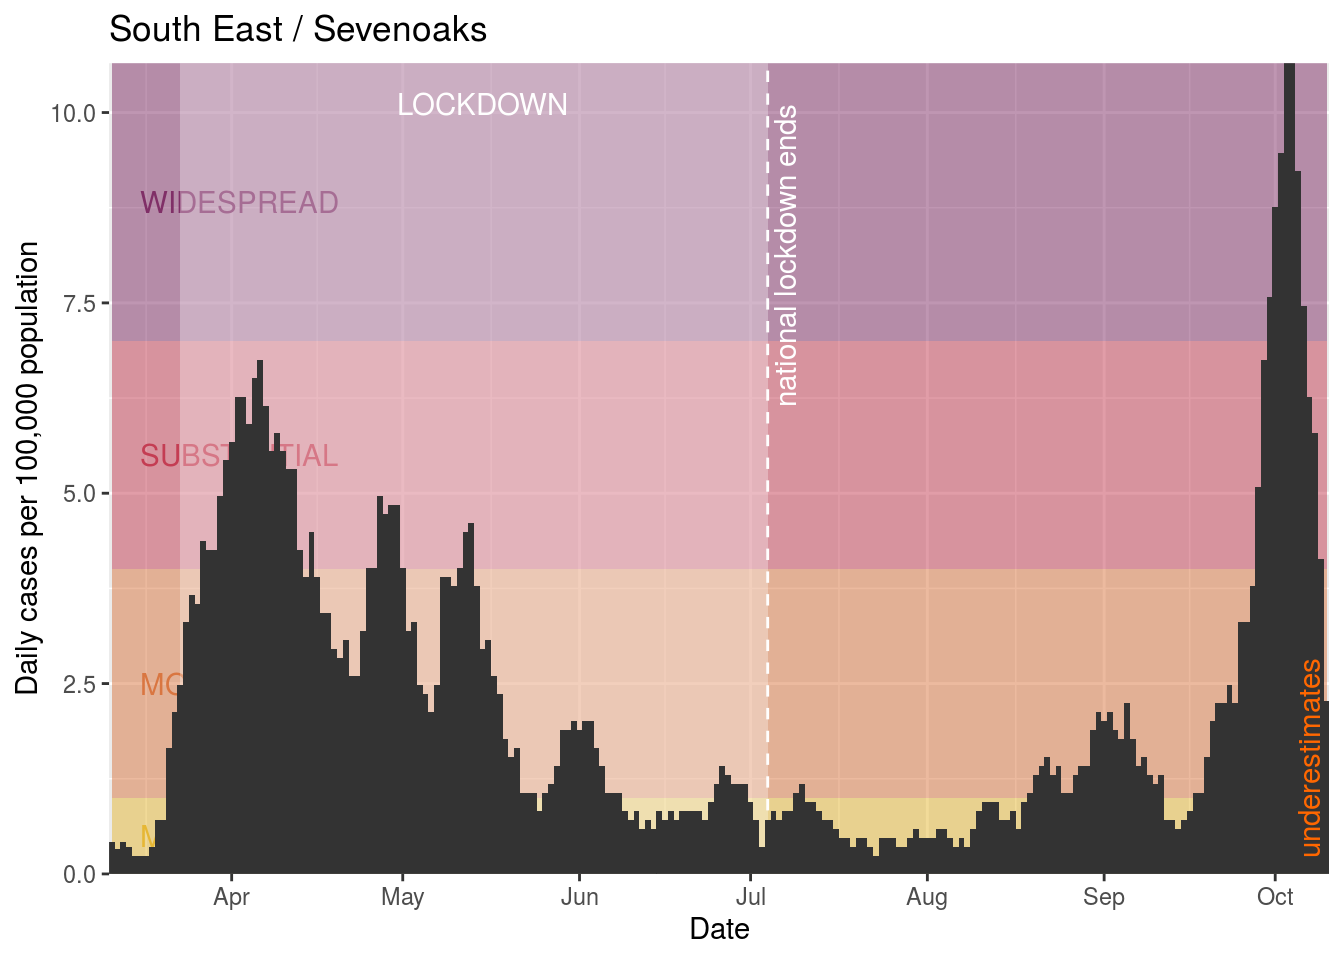 South East / Sevenoaks
Daily cases per 100,000 population
10.0
7.5
5.0
2.5
0.0
LOCKDOWN
WIDESPREAD
national lockdown ends
underestimates
Apr
May
Jun
Jul
Aug
Sep
Oct
Date